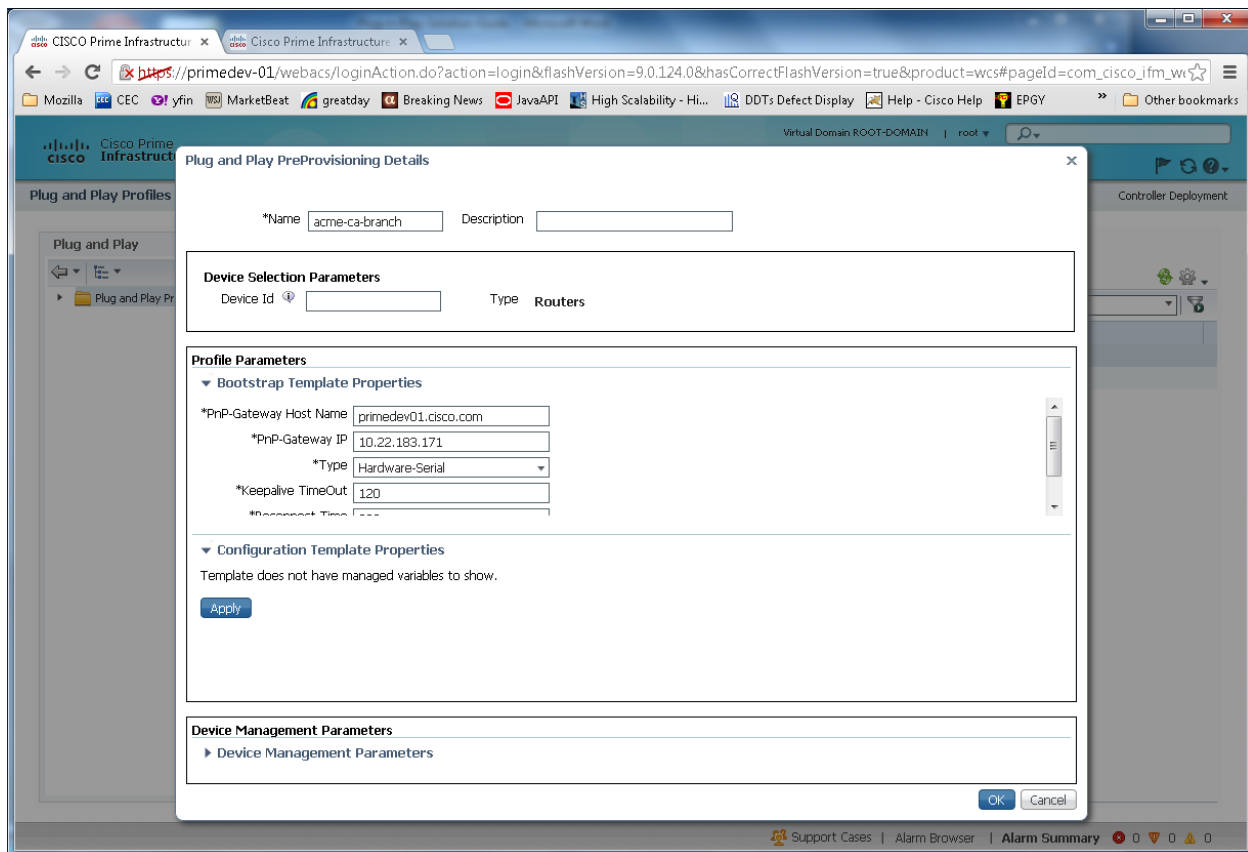 CISCO Prime Infrastructur x
Cisco Prime Infrastructure x
https://primedev-01/webacs/loginAction.do?action=login&flashVersion=9.0.124.0&hasCorrectFlashVersion=true&product=wcs#pageId=com_cisco_ifm_w
Mozilla CEC yfin MarketBeat greatday Breaking News JavaAPI High Scalability - Hi... DDTs Defect Display Help - Cisco Help EPGY » Other bookmarks
Virtual Domain ROOT-DOMAIN | root
cisco Cisco Prime
Infrastruct
Plug and Play PreProvisioning Details
Plug and Play Profiles
Controller Deployment
*Name acme-ca-branch Description
Plug and Play
Device Selection Parameters
Plug and Play Pr
Device Id Type Routers
Profile Parameters
Bootstrap Template Properties
*PnP-Gateway Host Name primedev01.cisco.com
*PnP-Gateway IP 10.22.183.171
*Type Hardware-Serial
*Keepalive TimeOut 120
*Reconnect Time
Configuration Template Properties
Template does not have managed variables to show.
Apply
Device Management Parameters
Device Management Parameters
OK Cancel
Support Cases | Alarm Browser | Alarm Summary 0 0 0